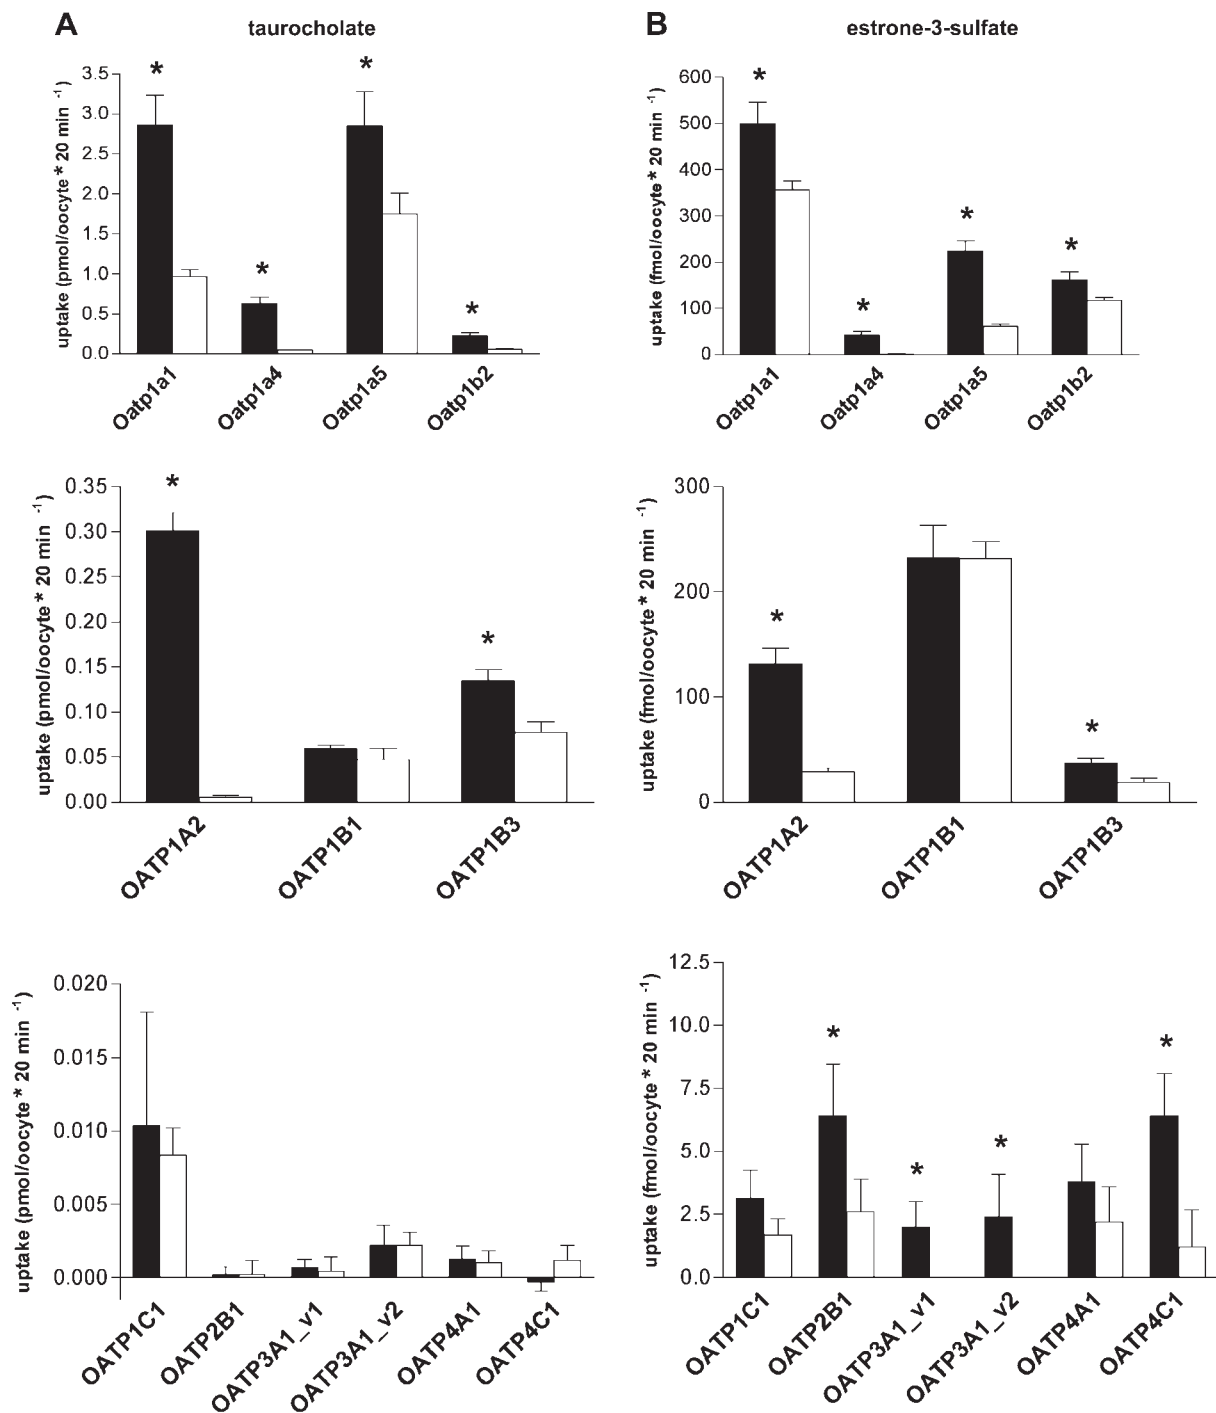 A
taurocholate
B
estrone-3-sulfate
uptake (pmol/oocyte * 20 min -1)
3.5
3.0
2.5
2.0
1.5
1.0
0.5
0.0
* * * *
Oatp1a1 Oatp1a4 Oatp1a5 Oatp1b2
uptake (fmol/oocyte * 20 min -1)
600
500
400
300
200
100
0
* * * *
Oatp1a1 Oatp1a4 Oatp1a5 Oatp1b2
uptake (pmol/oocyte * 20 min -1)
0.35
0.30
0.25
0.20
0.15
0.10
0.05
0.00
* *
OATP1A2 OATP1B1 OATP1B3
uptake (fmol/oocyte * 20 min -1)
300
200
100
0
* *
OATP1A2 OATP1B1 OATP1B3
uptake (pmol/oocyte * 20 min -1)
0.020
0.015
0.010
0.005
0.000
OATP1C1 OATP2B1 OATP3A1_v1 OATP3A1_v2 OATP4A1 OATP4C1
uptake (fmol/oocyte * 20 min -1)
12.5
10.0
7.5
5.0
2.5
0.0
* * * *
OATP1C1 OATP2B1 OATP3A1_v1 OATP3A1_v2 OATP4A1 OATP4C1